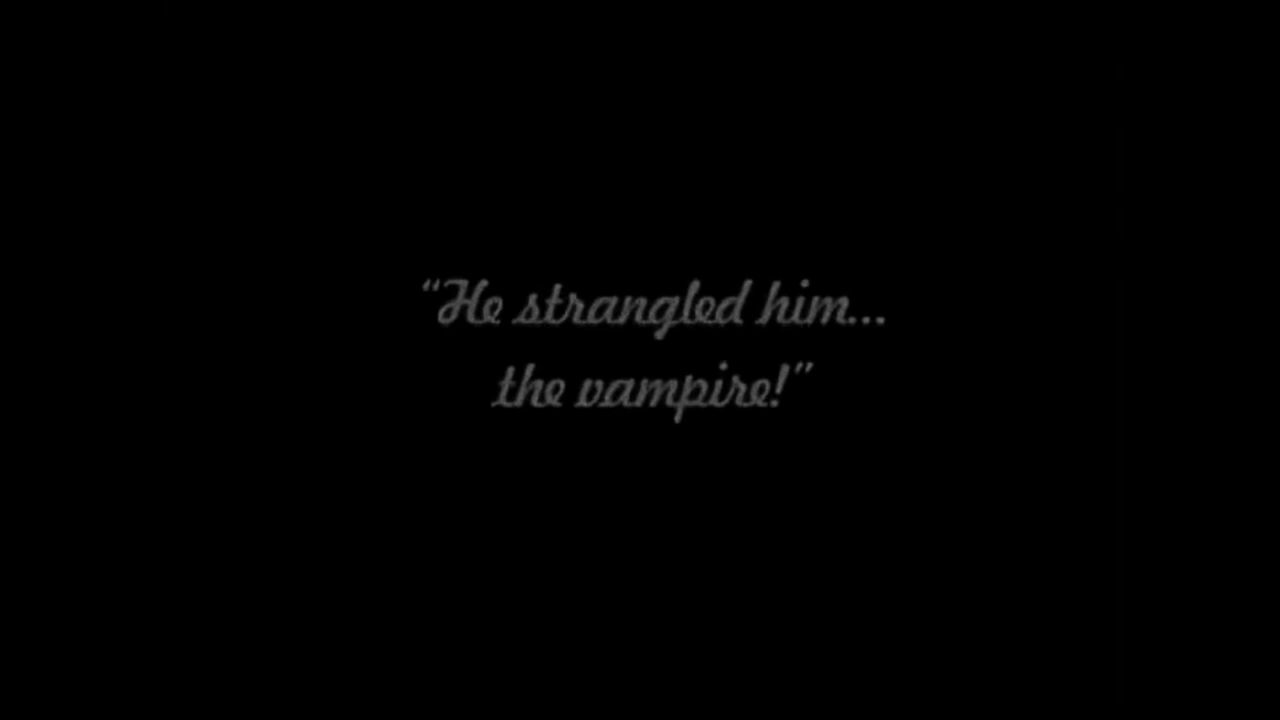 “He strangled him...
the vampire!”